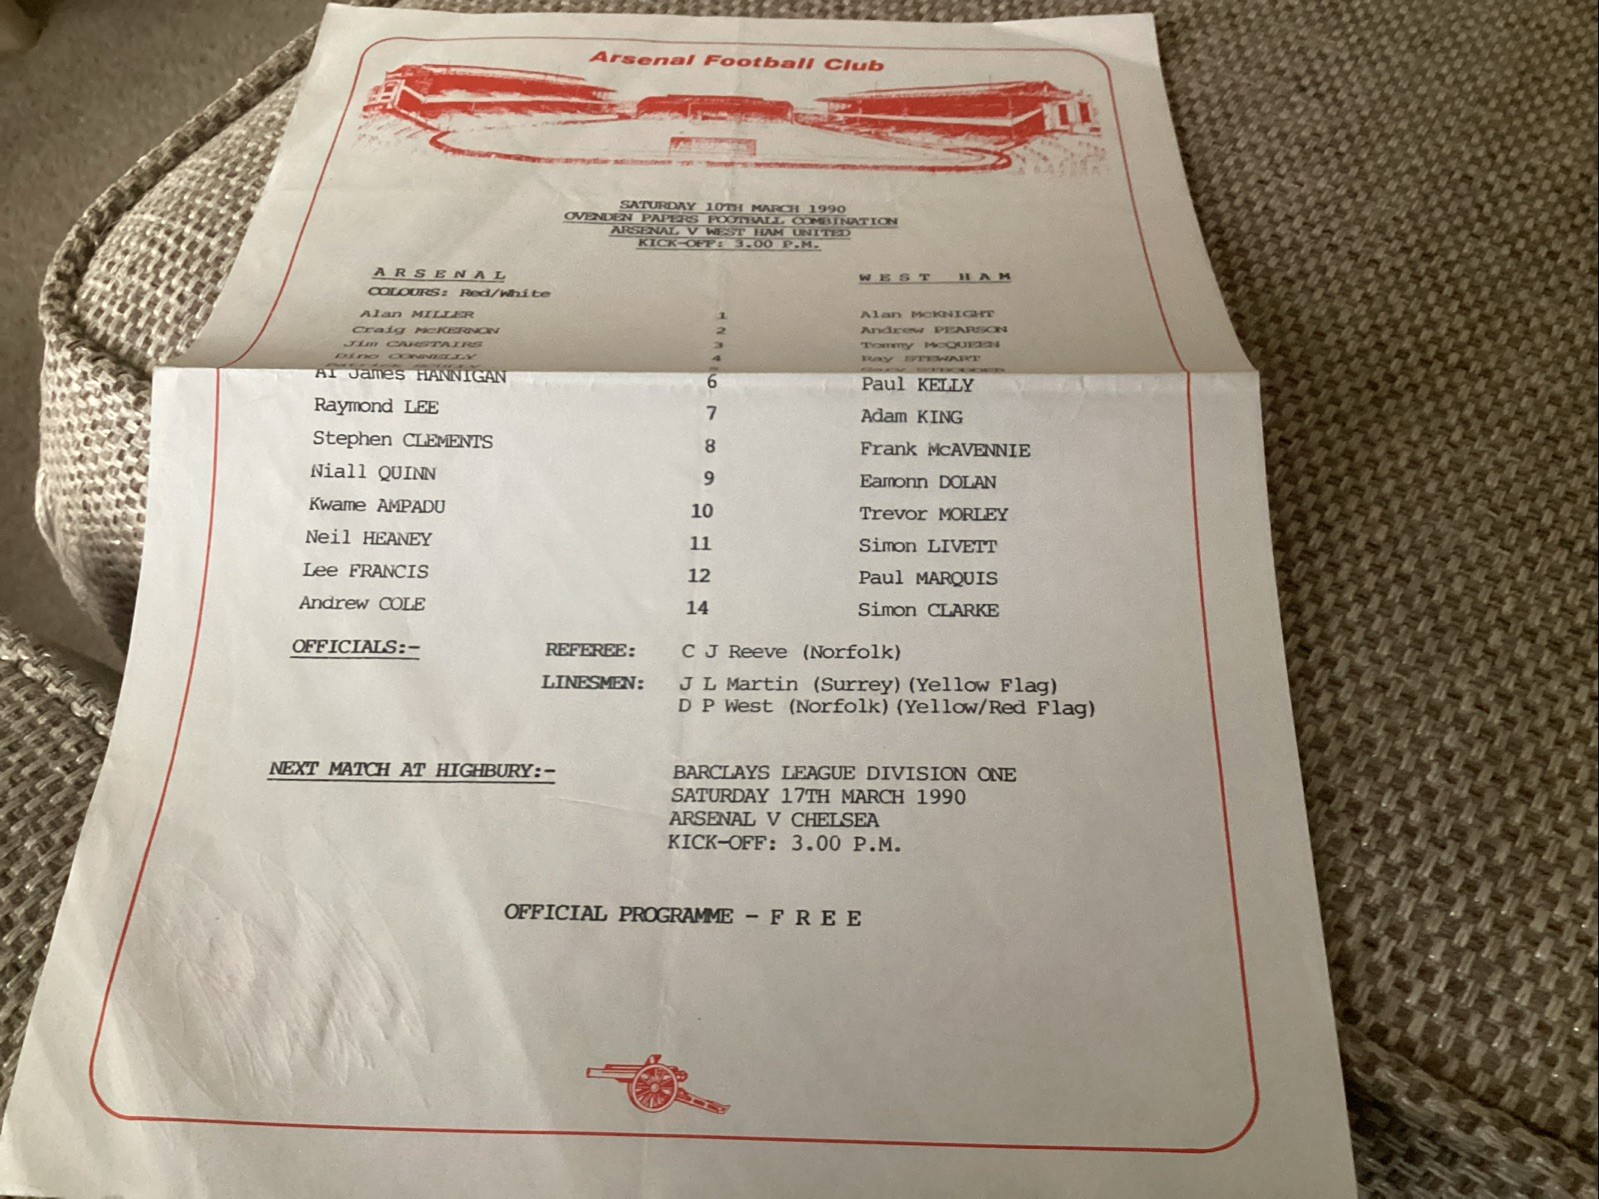 Arsenal Football Club
SATURDAY 10TH MARCH 1990
OVENDEN PAPERS FOOTBALL COMBINATION
ARSENAL V WEST HAM UNITED
KICK-OFF: 3.00 P.M.
A R S E N A L W E S T H A M
COLOURS: Red/White
Alan MILLER 1 Alan McKNIGHT
Craig McKERNON 2 Andrew PEARSON
Jim CARSTAIRS 3 Tommy McQUEEN
Dino CONNELLY 4 Ray STEWART
5
Al James HANNIGAN 6 Paul KELLY
Raymond LEE 7 Adam KING
Stephen CLEMENTS 8 Frank McAVENNIE
Niall QUINN 9 Eamonn DOLAN
Kwame AMPADU 10 Trevor MORLEY
Neil HEANEY 11 Simon LIVETT
Lee FRANCIS 12 Paul MARQUIS
Andrew COLE 14 Simon CLARKE
OFFICIALS:- REFEREE: C J Reeve (Norfolk)
LINESMEN: J L Martin (Surrey)(Yellow Flag)
D P West (Norfolk)(Yellow/Red Flag)
NEXT MATCH AT HIGHBURY:- BARCLAYS LEAGUE DIVISION ONE
SATURDAY 17TH MARCH 1990
ARSENAL V CHELSEA
KICK-OFF: 3.00 P.M.
OFFICIAL PROGRAMME - F R E E